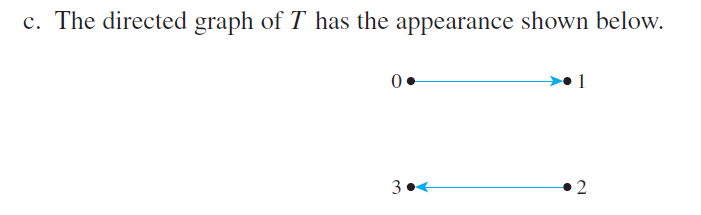 c. The directed graph of T has the appearance shown below.
0 1
3 2